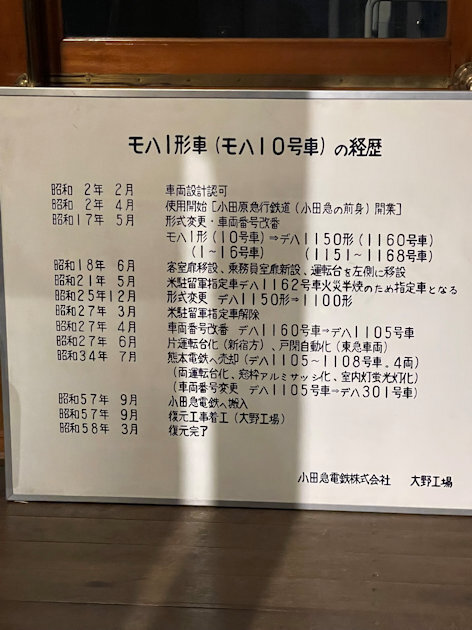 モハ1形車(モハ10号車)の経歴
昭和 2年 2月 車両設計認可
昭和 2年 4月 使用開始[小田原急行鉄道(小田急の前身)開業]
昭和17年 5月 形式変更・車両番号改番
モハ1形(10号車)⇒デハ1150形(1160号車)
(1~16号車) (1151~1168号車)
昭和18年 6月 客室扉移設、乗務員室扉新設、運転台を左側に移設
昭和21年 5月 米駐留軍指定車デハ1162号車火災半焼のため指定車となる
昭和25年12月 形式変更 デハ1150形⇒1100形
昭和27年 3月 米駐留軍指定車解除
昭和27年 4月 車両番号改番 デハ1160号車⇒デハ1105号車
昭和27年 6月 片運転台化(新宿方)、戸閉自動化(東急車両)
昭和34年 7月 熊本電鉄へ売却(デハ1105~1108号車。4両)
(両運転台化、窓枠アルミサッシ化、室内灯蛍光灯化)
(車両番号変更 デハ1105号車⇒デハ301号車)
昭和57年 9月 小田急電鉄へ搬入
昭和57年 9月 復元工事着工(大野工場)
昭和58年 3月 復元完了
小田急電鉄株式会社 大野工場